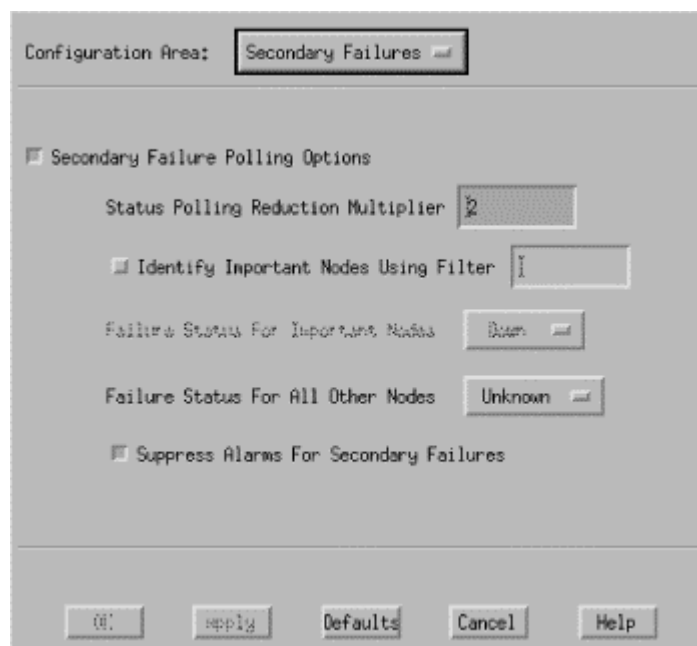 Configuration Area: Secondary Failures
Secondary Failure Polling Options
Status Polling Reduction Multiplier 2
Identify Important Nodes Using Filter
Failure Status For Important Nodes Down
Failure Status For All Other Nodes Unknown
Suppress Alarms For Secondary Failures
OK Apply Defaults Cancel Help